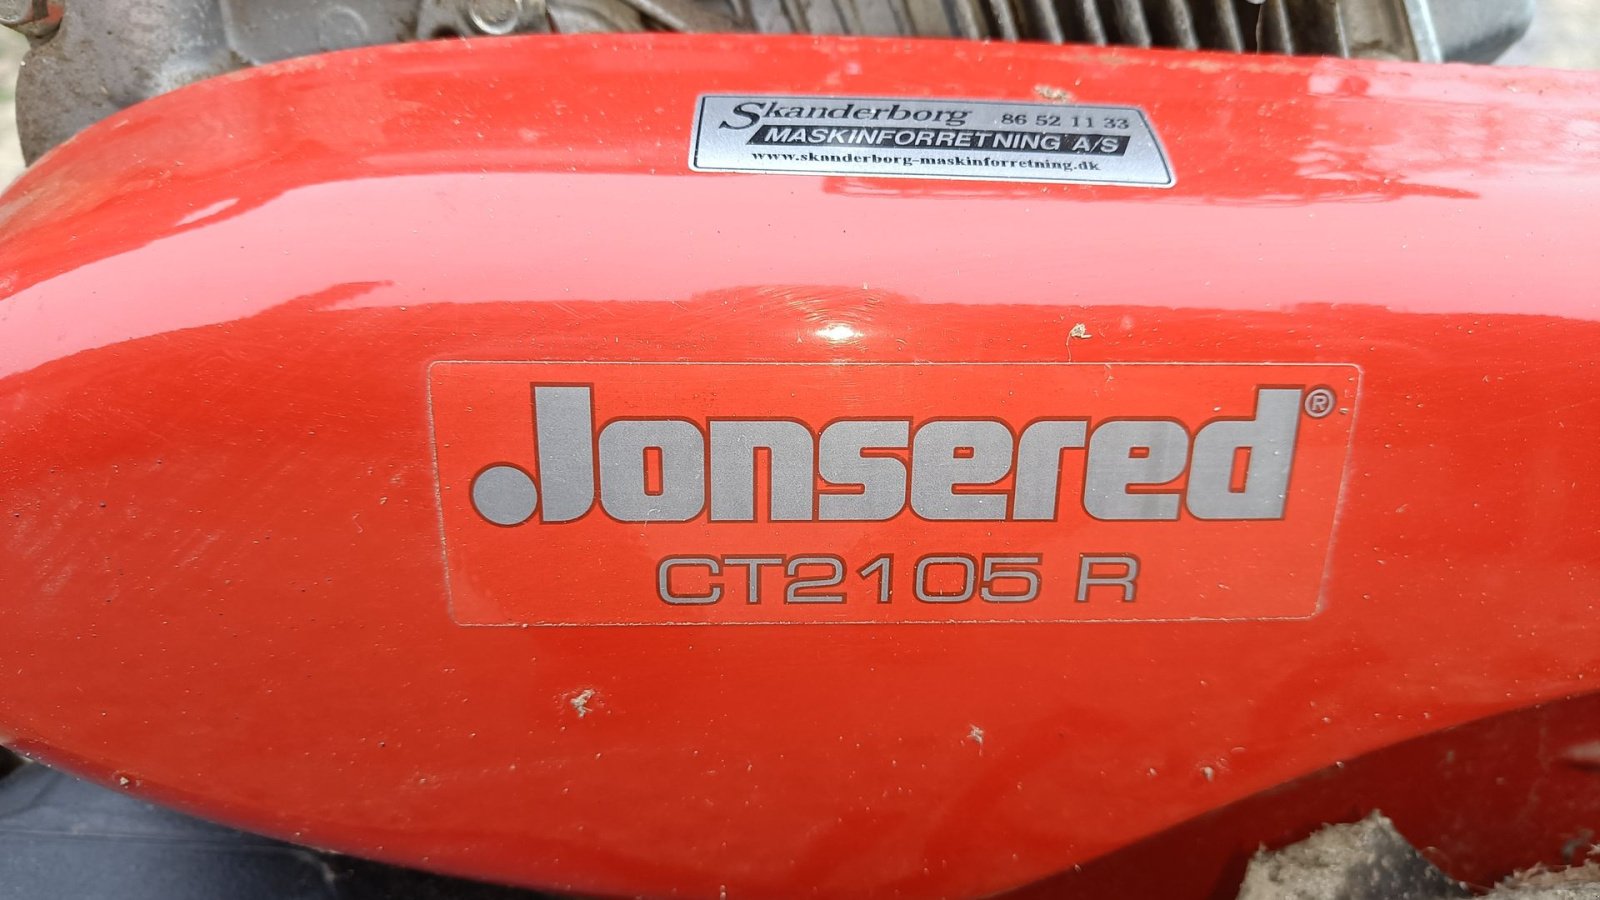 Skanderborg 86 52 11 33
MASKINFORRETNING A/S
www.skanderborg-maskinforretning.dk
Jonsered®
CT2105 R